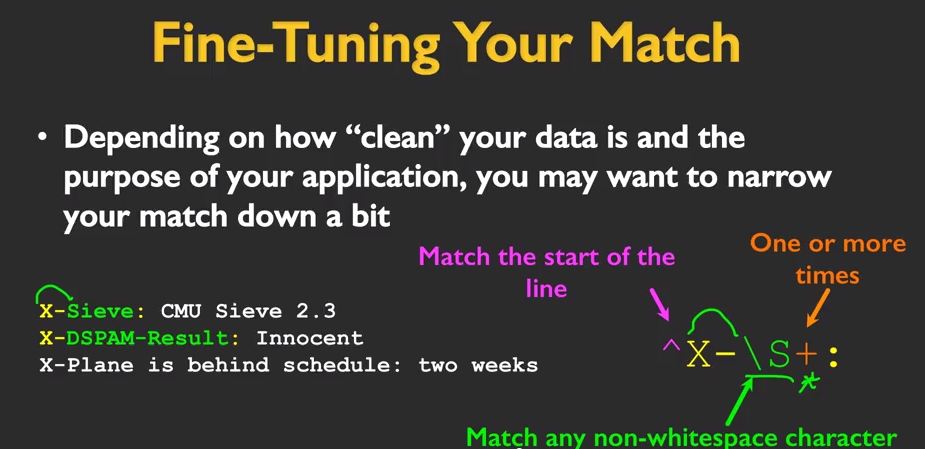 Fine-Tuning Your Match
• Depending on how “clean” your data is and the
purpose of your application, you may want to narrow
your match down a bit
Match the start of the
line
One or more
times
X-Sieve: CMU Sieve 2.3
X-DSPAM-Result: Innocent
X-Plane is behind schedule: two weeks
^X-\S+:
*
Match any non-whitespace character